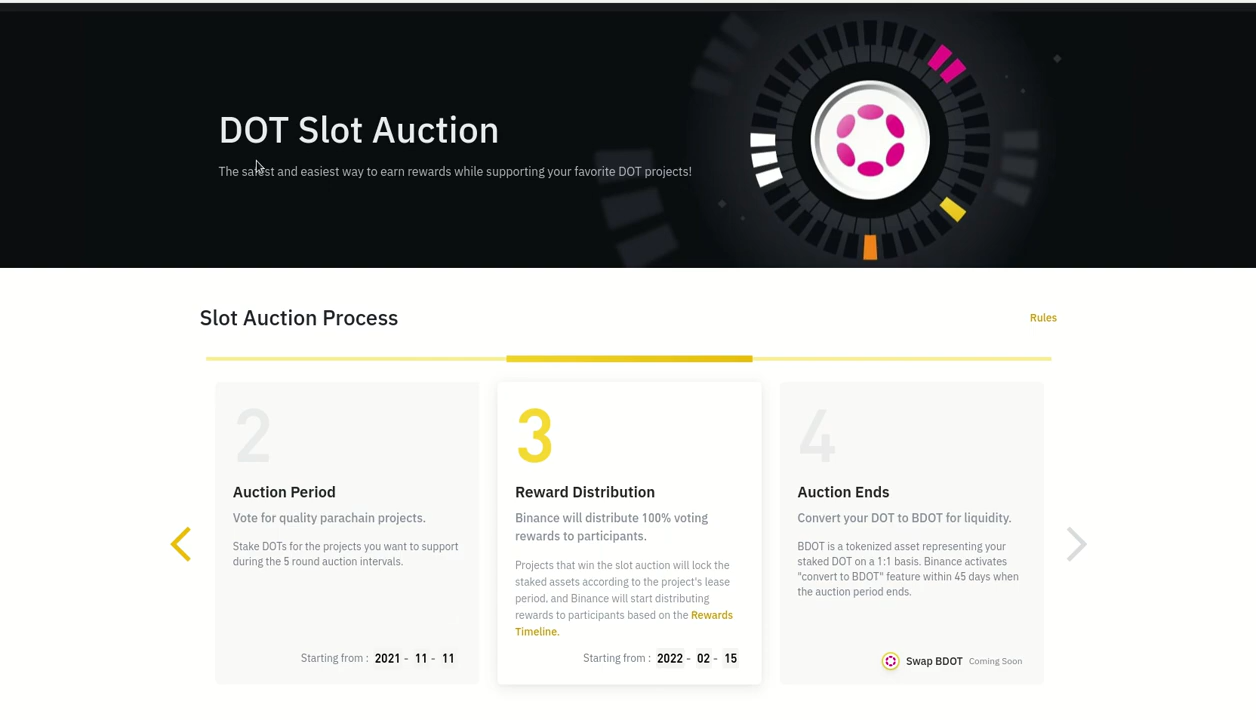 DOT Slot Auction
The safest and easiest way to earn rewards while supporting your favorite DOT projects!
Slot Auction Process
Rules
2
Auction Period
Vote for quality parachain projects.
Stake DOTs for the projects you want to support
during the 5 round auction intervals.
Starting from : 2021 - 11 - 11
3
Reward Distribution
Binance will distribute 100% voting
rewards to participants.
Projects that win the slot auction will lock the
staked assets according to the project's lease
period, and Binance will start distributing
rewards to participants based on the Rewards
Timeline.
Starting from : 2022 - 02 - 15
4
Auction Ends
Convert your DOT to BDOT for liquidity.
BDOT is a tokenized asset representing your
staked DOT on a 1:1 basis. Binance activates
"convert to BDOT" feature within 45 days when
the auction period ends.
Swap BDOT Coming Soon